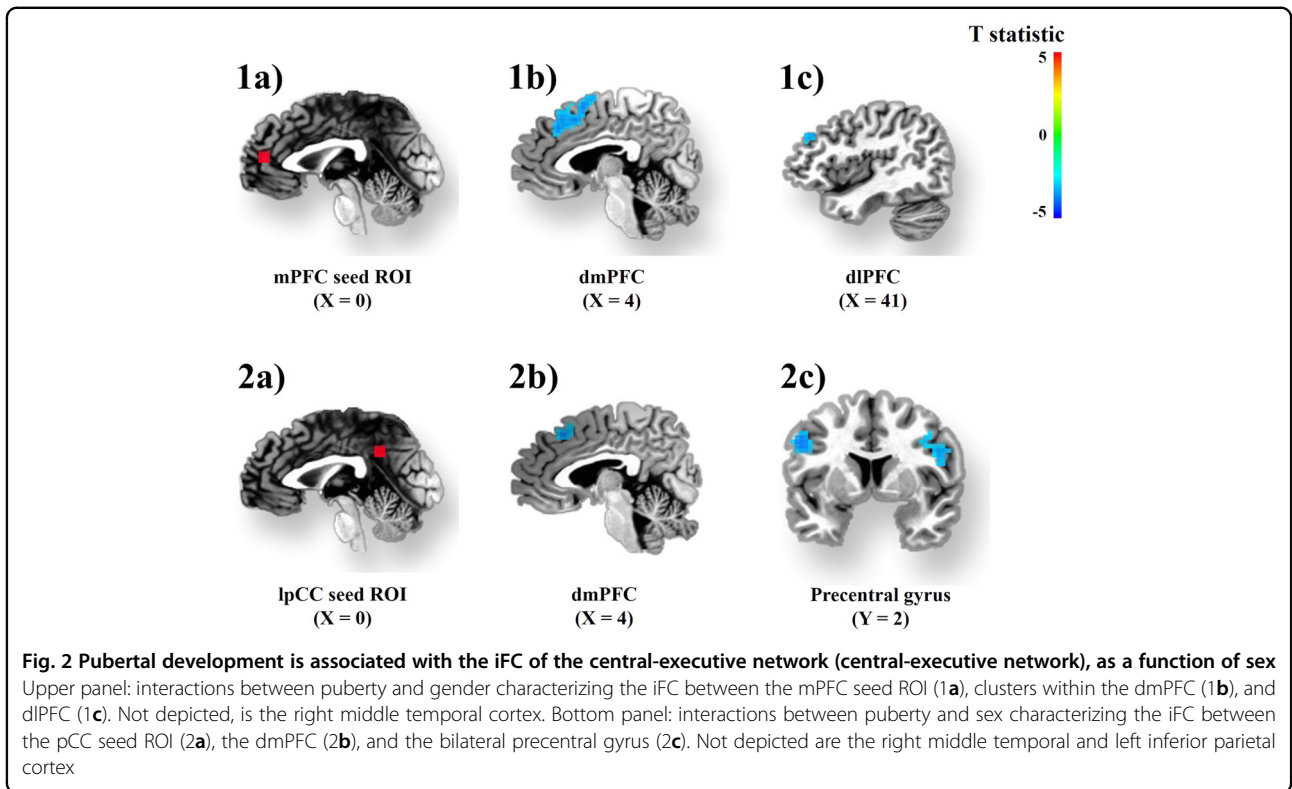 T statistic
5
0
-5
1a)
1b)
1c)
mPFC seed ROI
(X = 0)
dmPFC
(X = 4)
dlPFC
(X = 41)
2a)
2b)
2c)
lpCC seed ROI
(X = 0)
dmPFC
(X = 4)
Precentral gyrus
(Y = 2)
Fig. 2 Pubertal development is associated with the iFC of the central-executive network (central-executive network), as a function of sex
Upper panel: interactions between puberty and gender characterizing the iFC between the mPFC seed ROI (1a), clusters within the dmPFC (1b), and
dlPFC (1c). Not depicted, is the right middle temporal cortex. Bottom panel: interactions between puberty and sex characterizing the iFC between
the pCC seed ROI (2a), the dmPFC (2b), and the bilateral precentral gyrus (2c). Not depicted are the right middle temporal and left inferior parietal
cortex